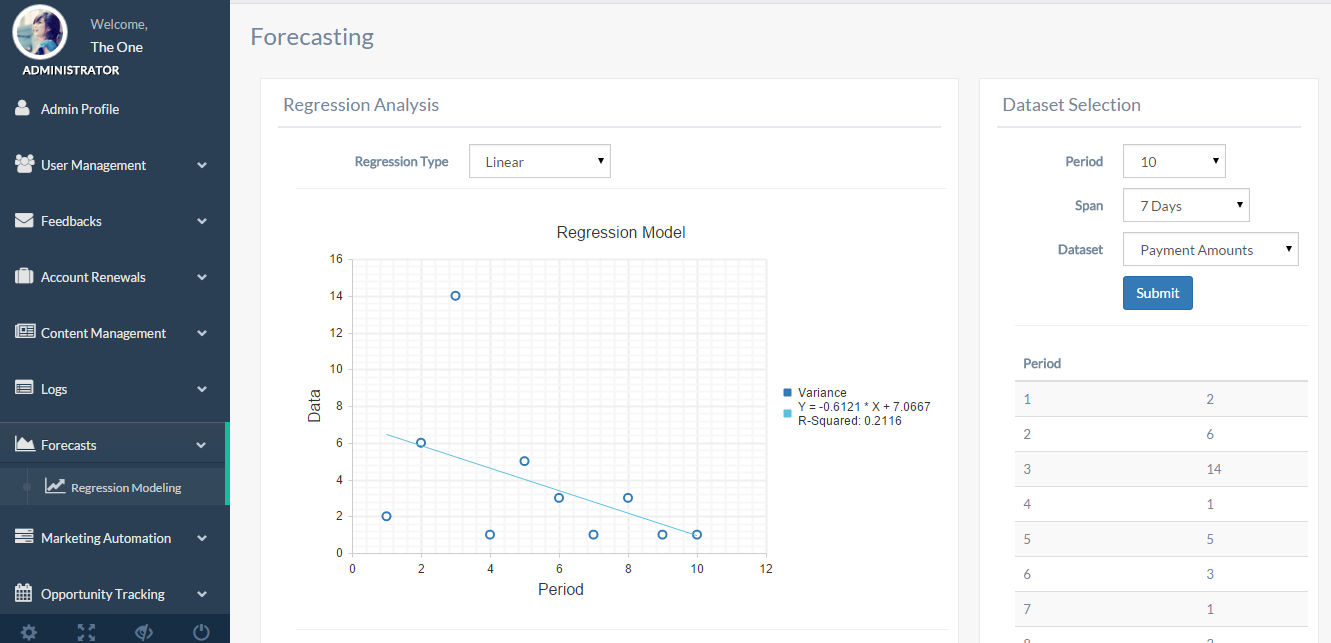 Welcome,
The One
ADMINISTRATOR
Admin Profile
User Management
Feedbacks
Account Renewals
Content Management
Logs
Forecasts
Regression Modeling
Marketing Automation
Opportunity Tracking
Forecasting
Regression Analysis
Regression Type Linear
Regression Model
16
14
12
10
8
6
4
2
0
Data
0 2 4 6 8 10 12
Period
Variance
Y = -0.6121 * X + 7.0667
R-Squared: 0.2116
Dataset Selection
Period 10
Span 7 Days
Dataset Payment Amounts
Submit
Period
1 2
2 6
3 14
4 1
5 5
6 3
7 1